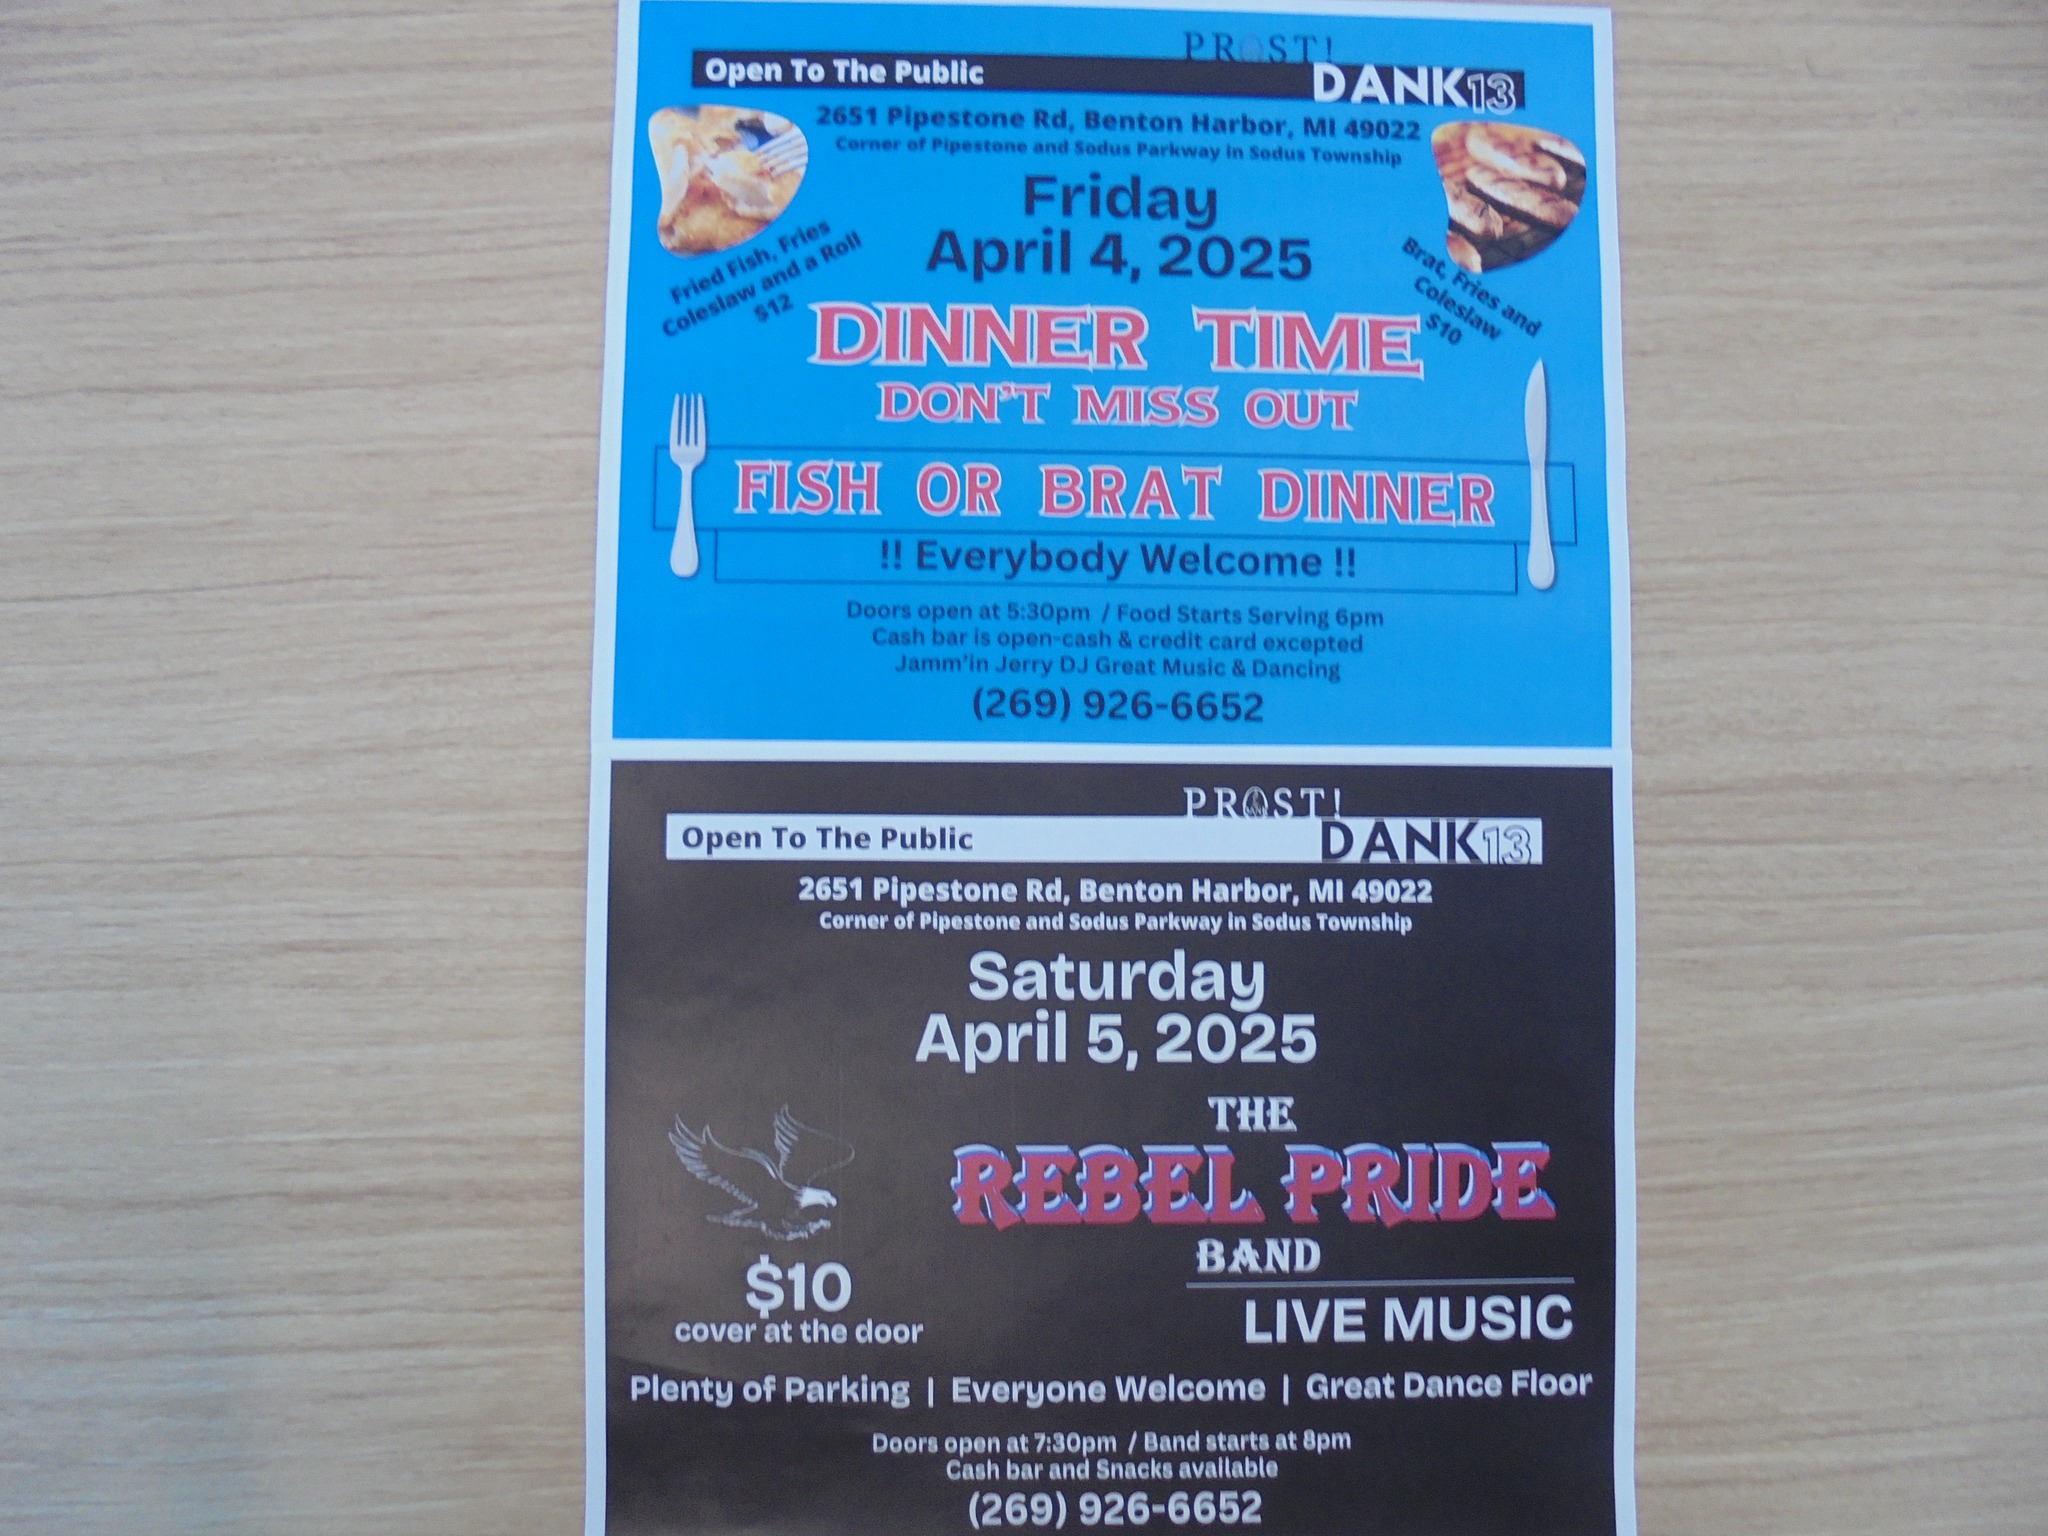 PROST!
Open To The Public
DANK13
2651 Pipestone Rd, Benton Harbor, MI 49022
Corner of Pipestone and Sodus Parkway in Sodus Township
Friday
April 4, 2025
Fried Fish, Fries
Coleslaw and a Roll
$12
Brat, Fries and
Coleslaw
$10
DINNER TIME
DON'T MISS OUT
FISH OR BRAT DINNER
!! Everybody Welcome !!
Doors open at 5:30pm / Food Starts Serving 6pm
Cash bar is open-cash & credit card excepted
Jamm'in Jerry DJ Great Music & Dancing
(269) 926-6652
PROST!
Open To The Public
DANK13
2651 Pipestone Rd, Benton Harbor, MI 49022
Corner of Pipestone and Sodus Parkway in Sodus Township
Saturday
April 5, 2025
THE
REBEL PRIDE
BAND
LIVE MUSIC
$10
cover at the door
Plenty of Parking | Everyone Welcome | Great Dance Floor
Doors open at 7:30pm / Band starts at 8pm
Cash bar and Snacks available
(269) 926-6652